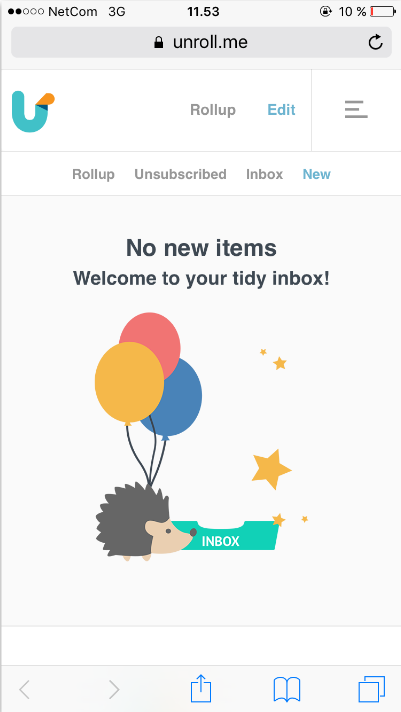 NetCom 3G 11.53 10 %
unroll.me
Rollup Edit
Rollup Unsubscribed Inbox New
No new items
Welcome to your tidy inbox!
INBOX